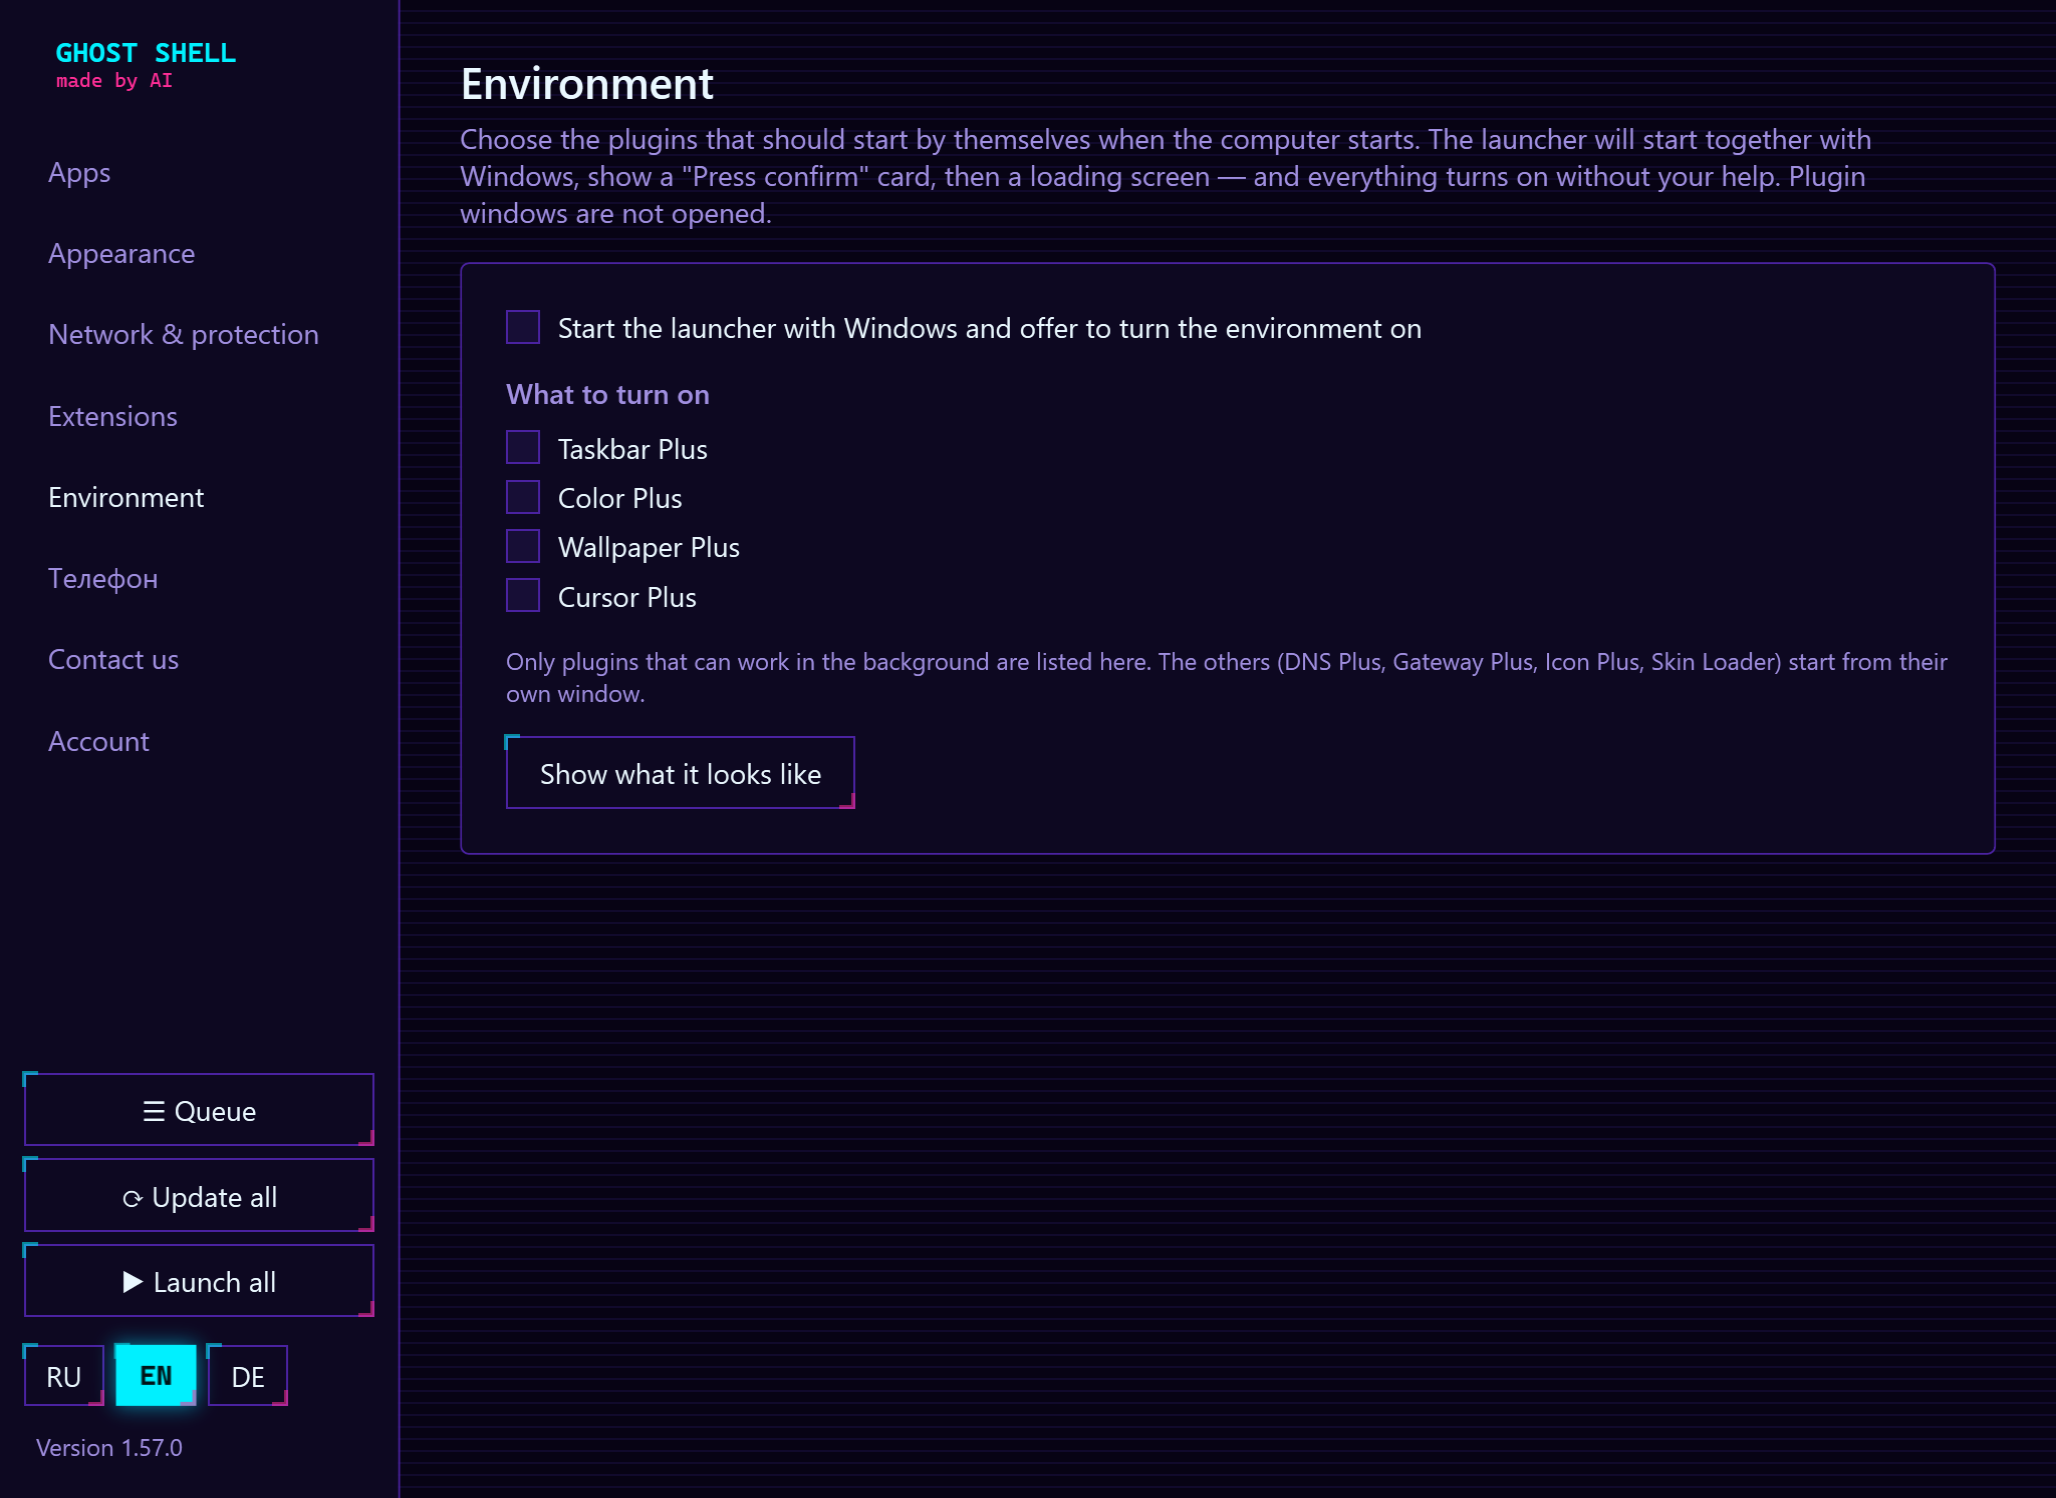 GHOST SHELL
made by AI
Apps
Appearance
Network & protection
Extensions
Environment
Телефон
Contact us
Account
☰ Queue
⟳ Update all
▶ Launch all
RU EN DE
Version 1.57.0
Environment
Choose the plugins that should start by themselves when the computer starts. The launcher will start together with
Windows, show a "Press confirm" card, then a loading screen — and everything turns on without your help. Plugin
windows are not opened.
Start the launcher with Windows and offer to turn the environment on
What to turn on
Taskbar Plus
Color Plus
Wallpaper Plus
Cursor Plus
Only plugins that can work in the background are listed here. The others (DNS Plus, Gateway Plus, Icon Plus, Skin Loader) start from their
own window.
Show what it looks like